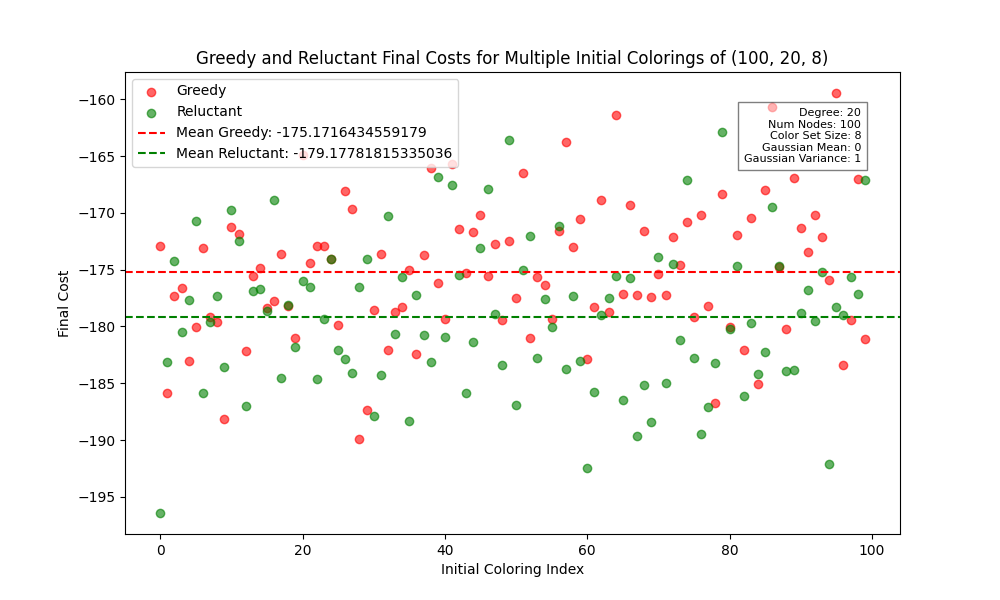 Greedy and Reluctant Final Costs for Multiple Initial Colorings of (100, 20, 8)
Greedy
Reluctant
Mean Greedy: -175.1716434559179
Mean Reluctant: -179.17781815335036
Degree: 20
Num Nodes: 100
Color Set Size: 8
Gaussian Mean: 0
Gaussian Variance: 1
Final Cost
−160
−165
−170
−175
−180
−185
−190
−195
0
20
40
60
80
100
Initial Coloring Index